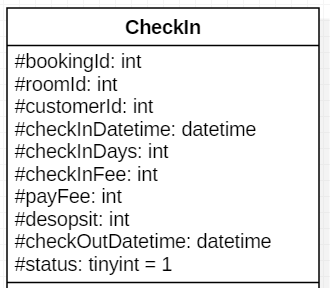 CheckIn
#bookingId: int
#roomId: int
#customerId: int
#checkInDatetime: datetime
#checkInDays: int
#checkInFee: int
#payFee: int
#desopsit: int
#checkOutDatetime: datetime
#status: tinyint = 1